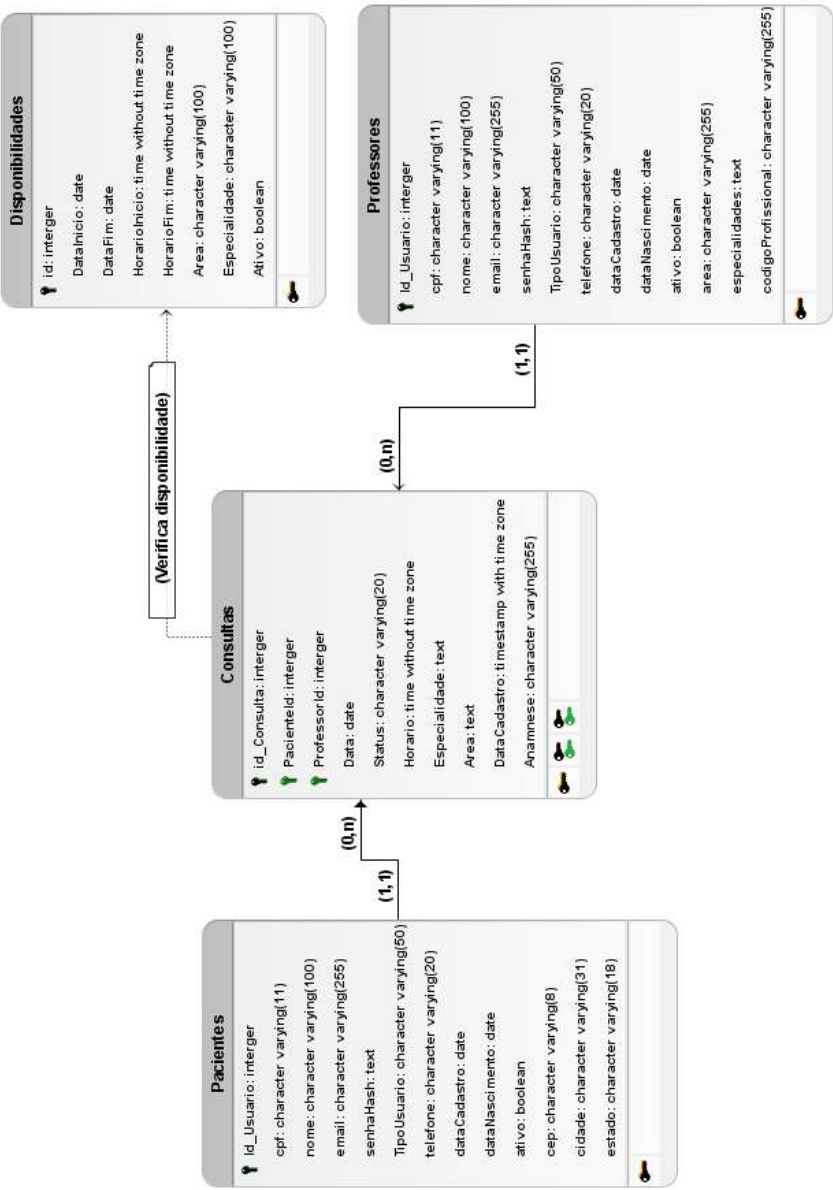 Pacientes
Id_Usuario: interger
cpf: character varying(11)
nome: character varying(100)
email: character varying(255)
senhaHash: text
TipoUsuario: character varying(50)
telefone: character varying(20)
dataCadastro: date
dataNascimento: date
ativo: boolean
cep: character varying(8)
cidade: character varying(31)
estado: character varying(18)
(1,1)
(0,n)
Consultas
id_Consulta: interger
PacienteId: interger
ProfessorId: interger
Data: date
Status: character varying(20)
Horario: time without time zone
Especialidade: text
Area: text
DataCadastro: timestamp with time zone
Anamnese: character varying(255)
(Verifica disponibilidade)
(0,n)
(1,1)
Disponibilidades
id: interger
DataInicio: date
DataFim: date
HorarioInicio: time without time zone
HorarioFim: time without time zone
Area: character varying(100)
Especialidade: character varying(100)
Ativo: boolean
Professores
Id_Usuario: interger
cpf: character varying(11)
nome: character varying(100)
email: character varying(255)
senhaHash: text
TipoUsuario: character varying(50)
telefone: character varying(20)
dataCadastro: date
dataNascimento: date
ativo: boolean
area: character varying(255)
especialidades: text
codigoProfissional: character varying(255)